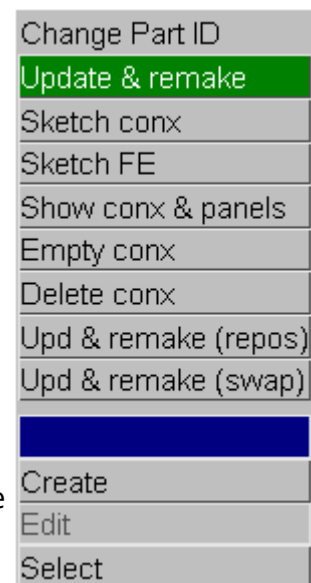 Change Part ID
Update & remake
Sketch conx
Sketch FE
Show conx & panels
Empty conx
Delete conx
Upd & remake (repos)
Upd & remake (swap)
e
Create
Edit
Select